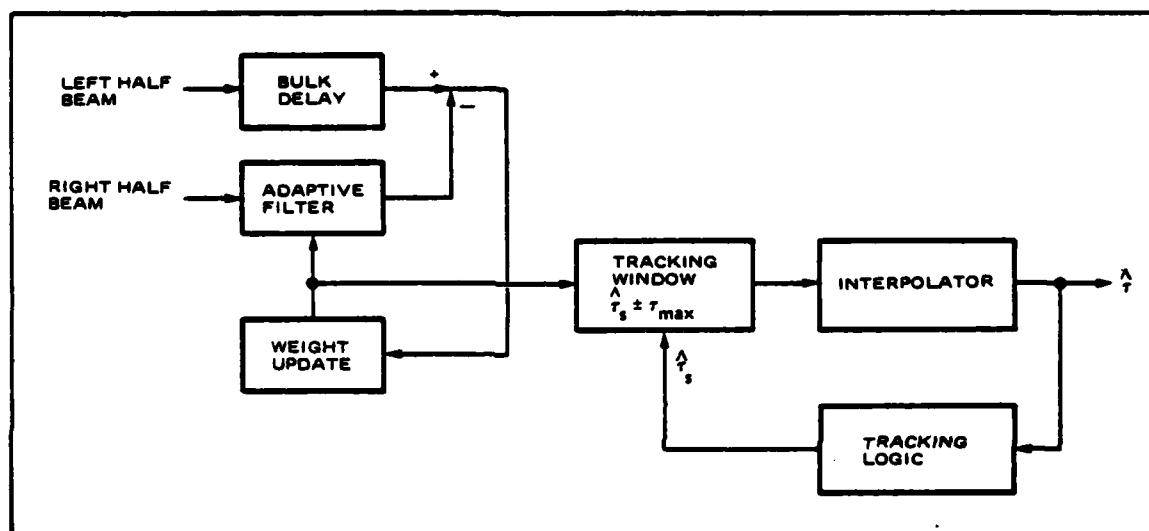 LEFT HALF
BEAM
BULK
DELAY
+
−
RIGHT HALF
BEAM
ADAPTIVE
FILTER
WEIGHT
UPDATE
TRACKING
WINDOW
τ̂s ± τmax
INTERPOLATOR
τ̂
τ̂s
TRACKING
LOGIC